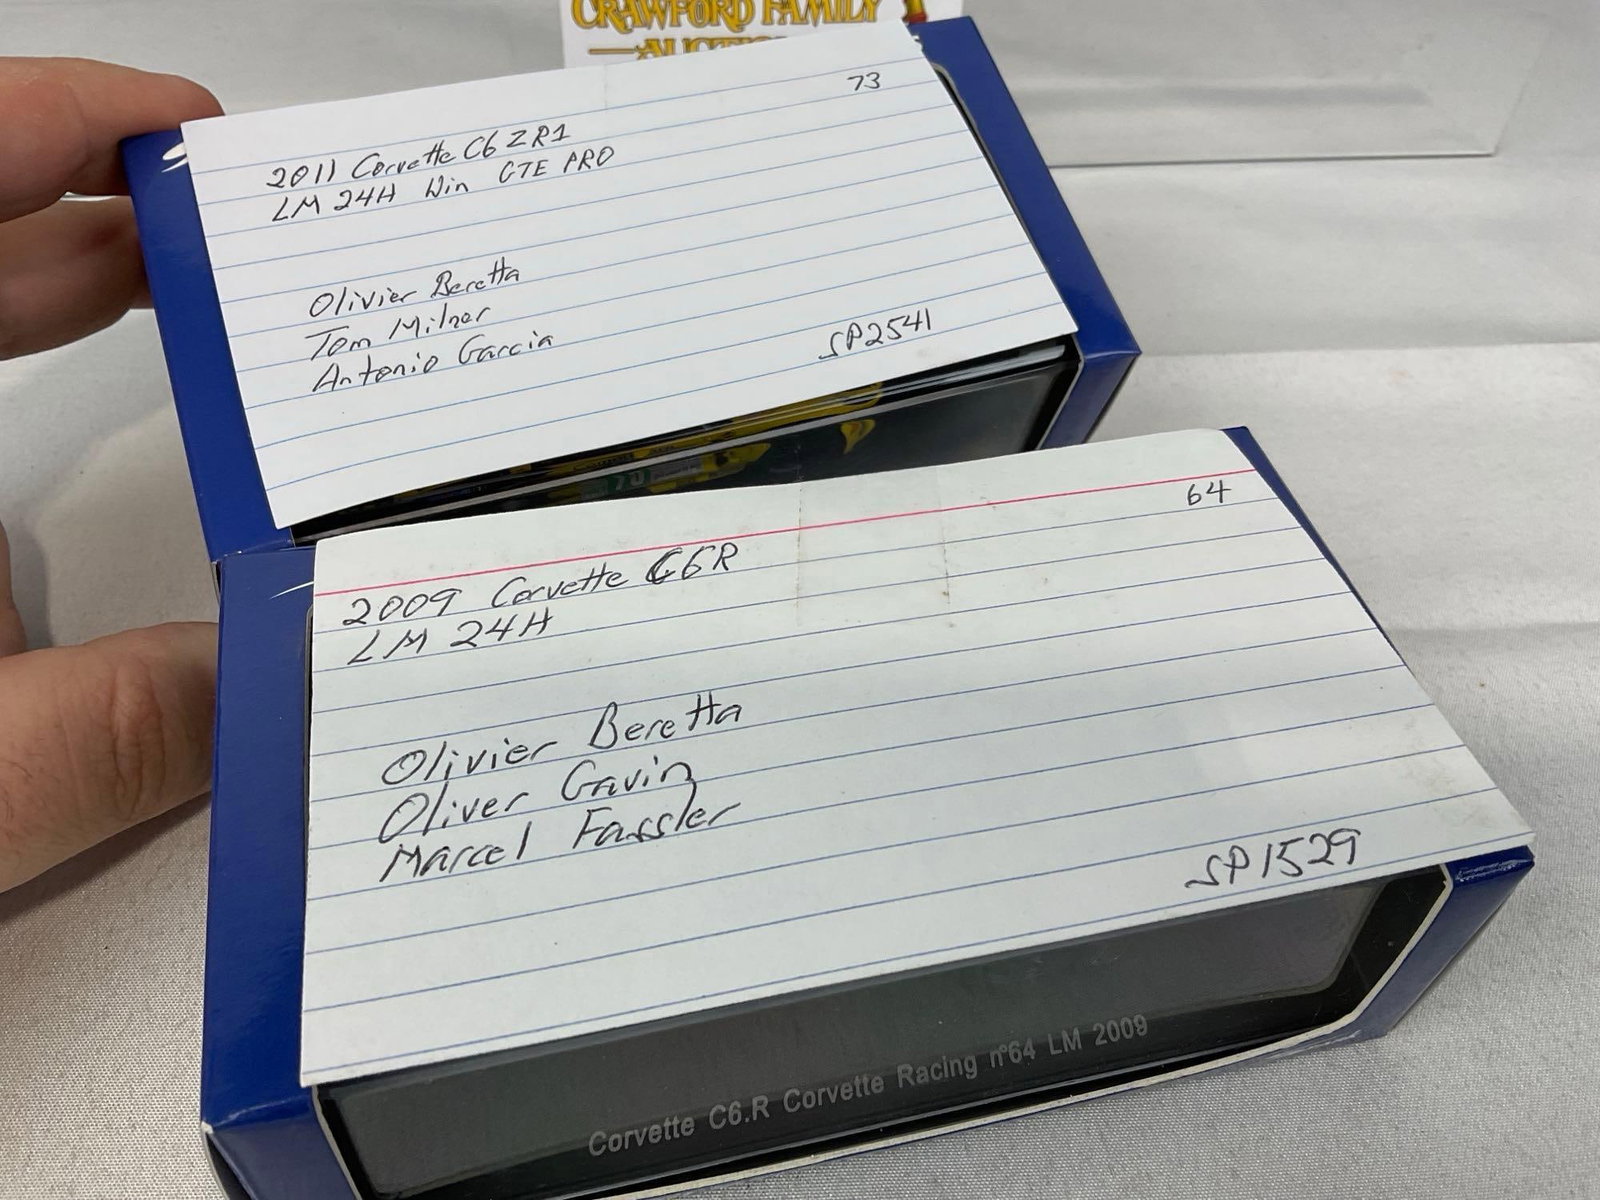 CRAWFORD FAMILY
73
2011 Corvette C6 ZR1
LM 24H Win GTE PRO
Olivier Beretta
Tom Milner
Antonio Garcia
SP2541
64
2009 Corvette C6R
LM 24H
Olivier Beretta
Oliver Gavin
Marcel Fassler
SP1529
Corvette C6.R Corvette Racing n°64 LM 2009